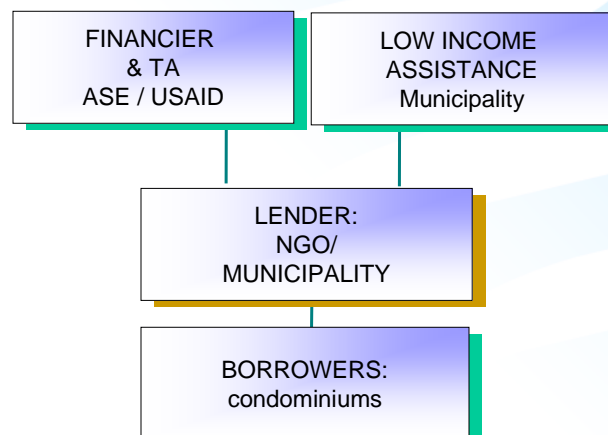 FINANCIER
& TA
ASE / USAID
LOW INCOME
ASSISTANCE
Municipality
LENDER:
NGO/
MUNICIPALITY
BORROWERS:
condominiums